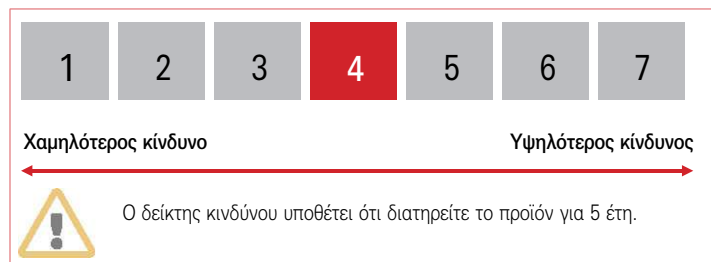 1 2 3 4 5 6 7
Χαμηλότερος κίνδυνο Υψηλότερος κίνδυνος
Ο δείκτης κινδύνου υποθέτει ότι διατηρείτε το προϊόν για 5 έτη.